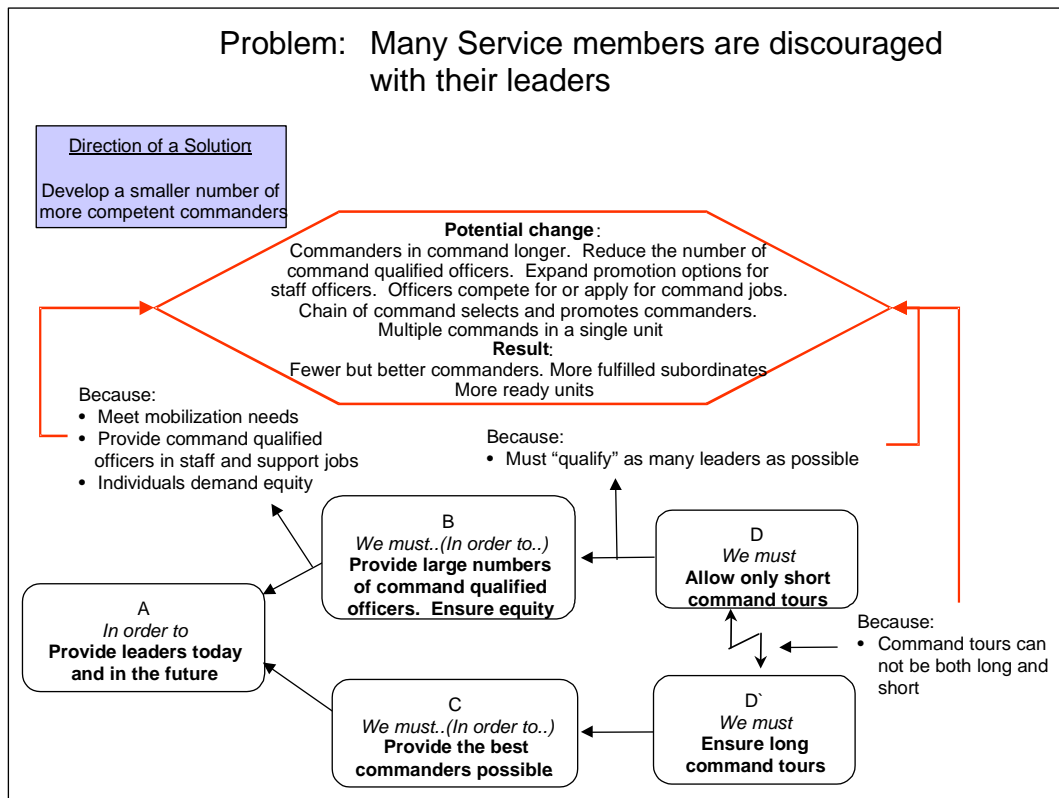 Problem: Many Service members are discouraged
with their leaders
Direction of a Solution:
Develop a smaller number of
more competent commanders
Potential change:
Commanders in command longer. Reduce the number of
command qualified officers. Expand promotion options for
staff officers. Officers compete for or apply for command jobs.
Chain of command selects and promotes commanders.
Multiple commands in a single unit
Result:
Fewer but better commanders. More fulfilled subordinates
More ready units
Because:
• Meet mobilization needs
• Provide command qualified
officers in staff and support jobs
• Individuals demand equity
Because:
• Must “qualify” as many leaders as possible
B
We must..(In order to..)
Provide large numbers
of command qualified
officers. Ensure equity
D
We must
Allow only short
command tours
A
In order to
Provide leaders today
and in the future
Because:
• Command tours can
not be both long and
short
C
We must..(In order to..)
Provide the best
commanders possible.
D`
We must
Ensure long
command tours